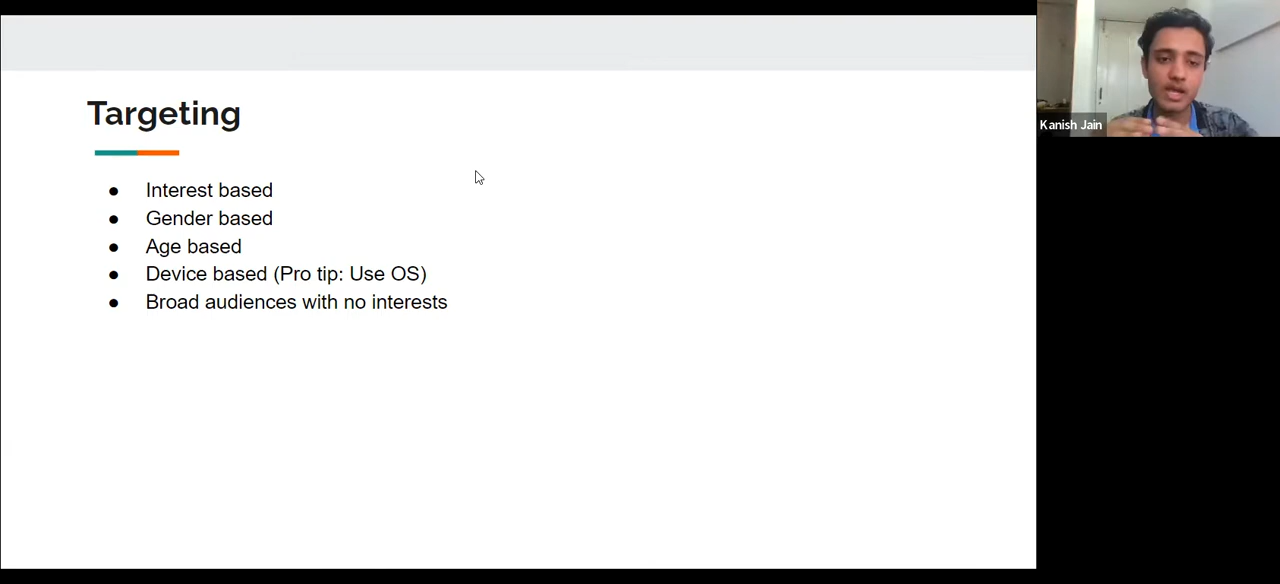 Targeting
● Interest based
● Gender based
● Age based
● Device based (Pro tip: Use OS)
● Broad audiences with no interests
Kanish Jain